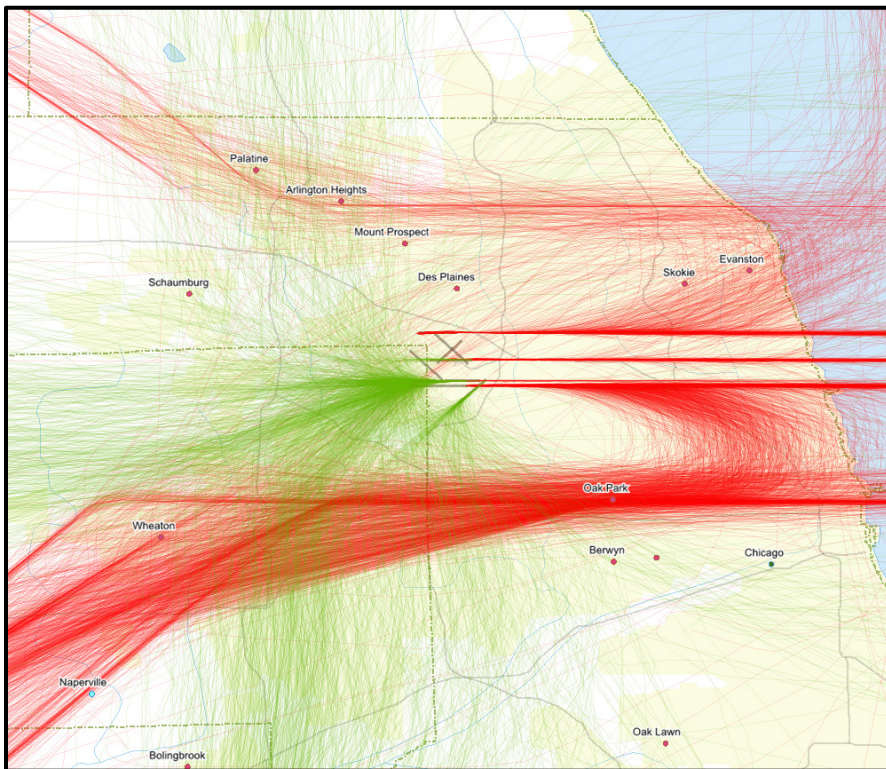 Palatine
Arlington Heights
Mount Prospect
Des Plaines
Skokie
Evanston
Schaumburg
Oak Park
Wheaton
Berwyn
Chicago
Naperville
Oak Lawn
Bolingbrook